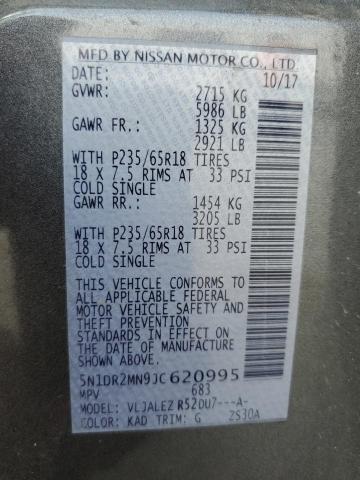 MFD BY NISSAN MOTOR CO., LTD.
DATE: 10/17
GVWR: 2715 KG
5986 LB
GAWR FR.: 1325 KG
2921 LB
WITH P235/65R18 TIRES
18 X 7.5 RIMS AT 33 PSI
COLD SINGLE
GAWR RR.: 1454 KG
3205 LB
WITH P235/65R18 TIRES
18 X 7.5 RIMS AT 33 PSI
COLD SINGLE
THIS VEHICLE CONFORMS TO
ALL APPLICABLE FEDERAL
MOTOR VEHICLE SAFETY AND
THEFT PREVENTION
STANDARDS IN EFFECT ON THE
DATE OF MANUFACTURE
SHOWN ABOVE.
5N1DR2MN9JC620995
MPV 683
MODEL: VLJALEZ R52DU7---A-
COLOR: KAD TRIM: G 2S30A